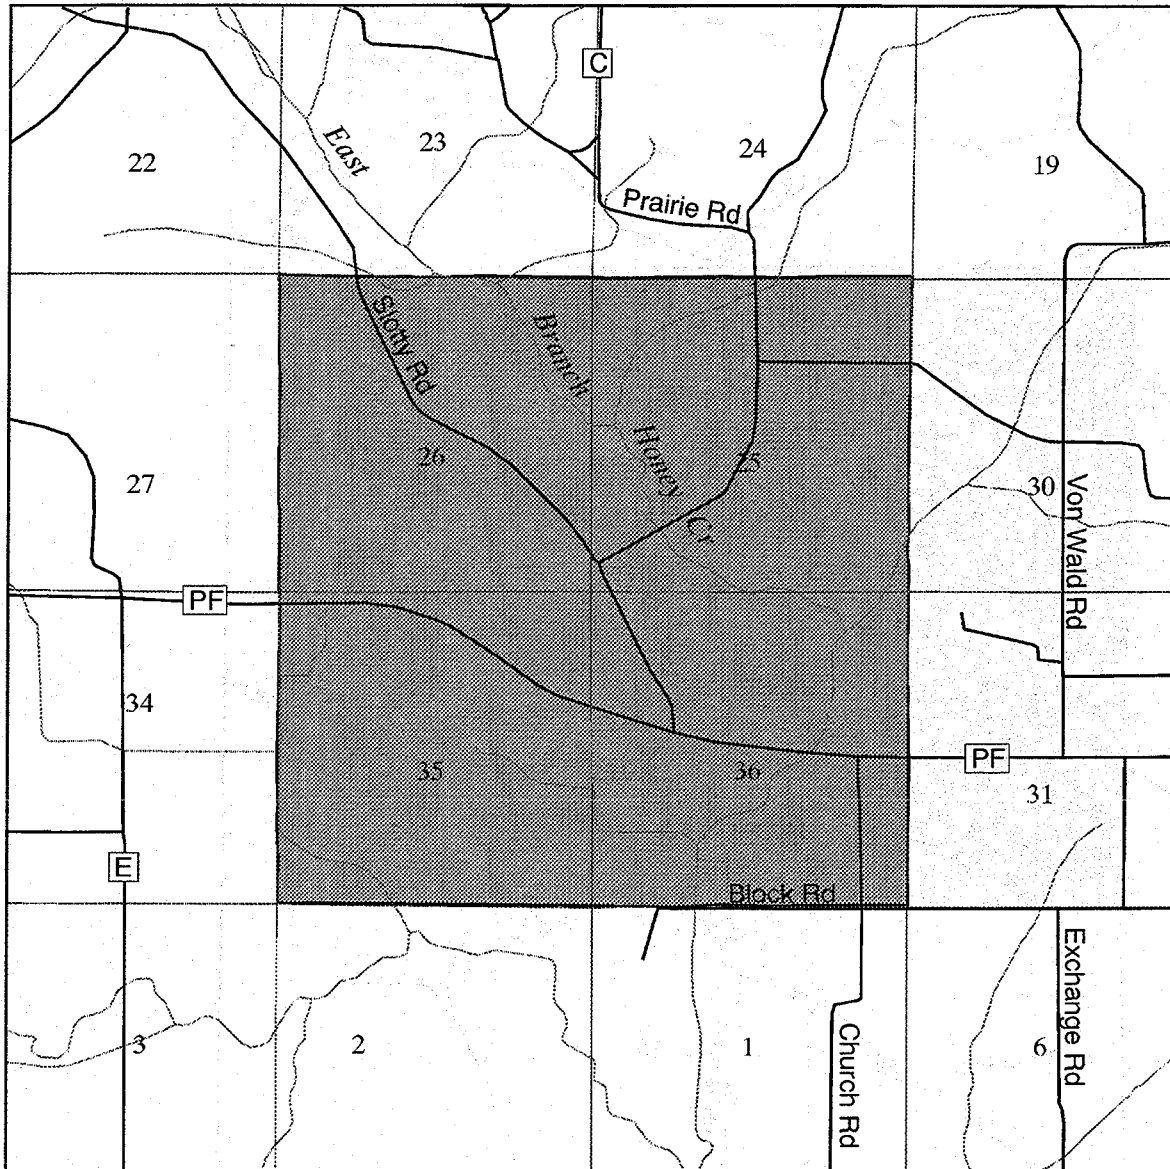 C
22
East
23
24
19
Prairie Rd
Slotty Rd
Branch
26
Honey
25
Cr
27
30
Von Wald Rd
PF
34
35
36
PF
31
E
Block Rd
3
2
1
6
Church Rd
Exchange Rd